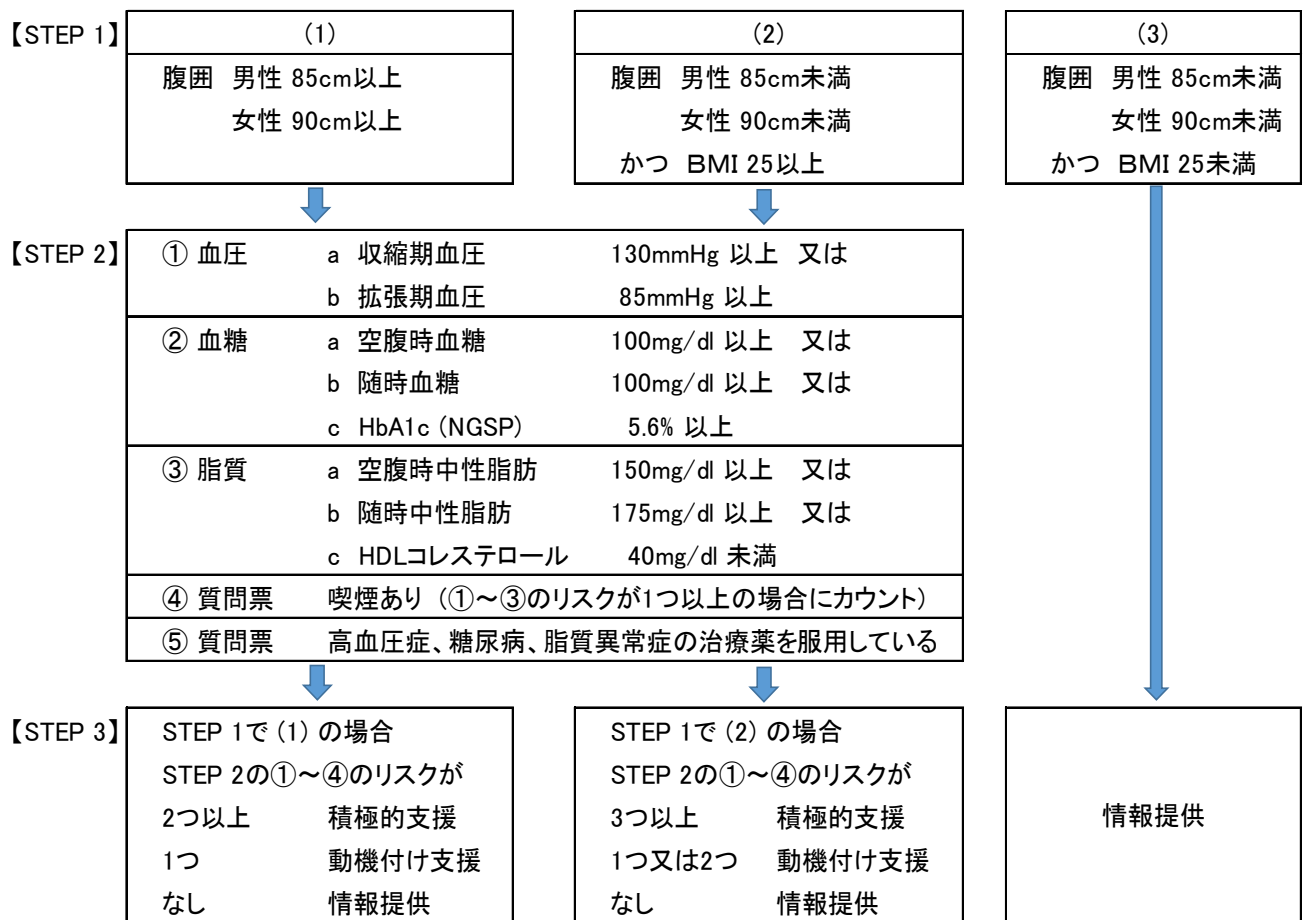 【STEP 1】 (1) (2) (3)
腹囲 男性 85cm以上 腹囲 男性 85cm未満 腹囲 男性 85cm未満
女性 90cm以上 女性 90cm未満 女性 90cm未満
かつ BMI 25以上 かつ BMI 25未満
【STEP 2】 ① 血圧 a 収縮期血圧 130mmHg 以上 又は
b 拡張期血圧 85mmHg 以上
② 血糖 a 空腹時血糖 100mg/dl 以上 又は
b 随時血糖 100mg/dl 以上 又は
c HbA1c (NGSP) 5.6% 以上
③ 脂質 a 空腹時中性脂肪 150mg/dl 以上 又は
b 随時中性脂肪 175mg/dl 以上 又は
c HDLコレステロール 40mg/dl 未満
④ 質問票 喫煙あり (①～③のリスクが1つ以上の場合にカウント)
⑤ 質問票 高血圧症、糖尿病、脂質異常症の治療薬を服用している
【STEP 3】 STEP 1で (1) の場合 STEP 1で (2) の場合
STEP 2の①～④のリスクが STEP 2の①～④のリスクが
2つ以上 積極的支援 3つ以上 積極的支援 情報提供
1つ 動機付け支援 1つ又は2つ 動機付け支援
なし 情報提供 なし 情報提供